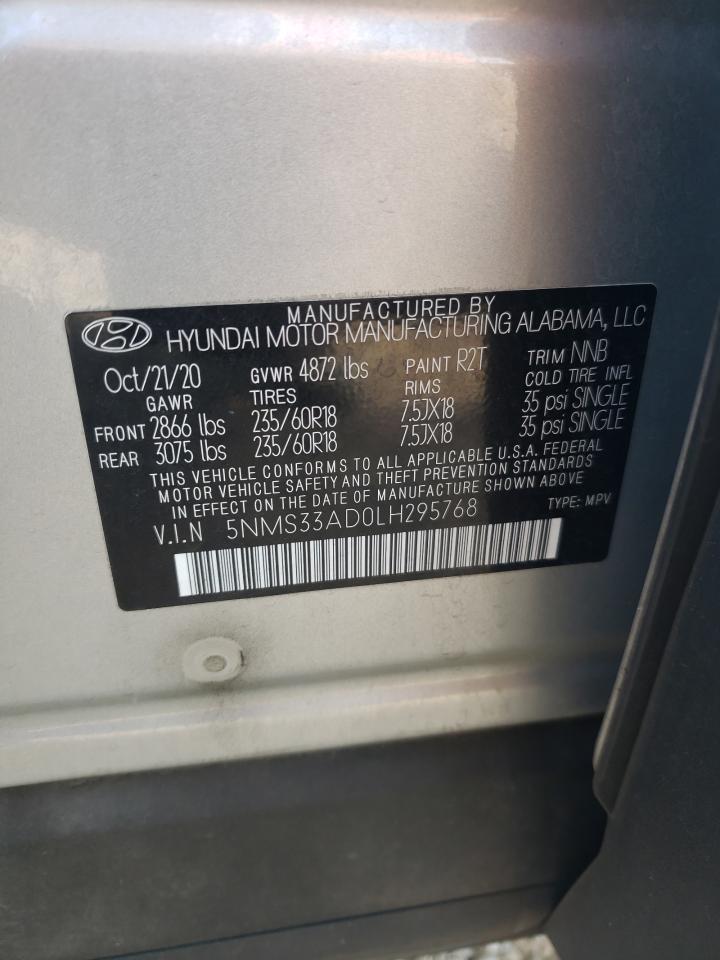 MANUFACTURED BY
HYUNDAI MOTOR MANUFACTURING ALABAMA, LLC
Oct/21/20 GVWR 4872 lbs PAINT R2T TRIM NNB
GAWR TIRES RIMS COLD TIRE INFL
FRONT 2866 lbs 235/60R18 7.5JX18 35 psi SINGLE
REAR 3075 lbs 235/60R18 7.5JX18 35 psi SINGLE
THIS VEHICLE CONFORMS TO ALL APPLICABLE U.S.A. FEDERAL
MOTOR VEHICLE SAFETY AND THEFT PREVENTION STANDARDS
IN EFFECT ON THE DATE OF MANUFACTURE SHOWN ABOVE
V.I.N 5NMS33AD0LH295768 TYPE: MPV